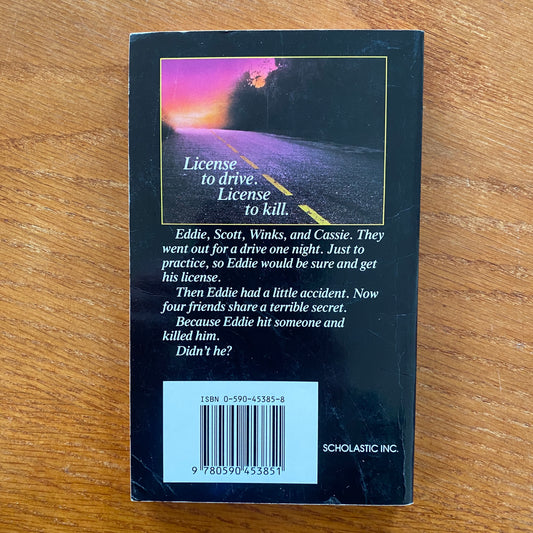 License
to drive.
License
to kill.
Eddie, Scott, Winks, and Cassie. They
went out for a drive one night. Just to
practice, so Eddie would be sure and get
his license.
Then Eddie had a little accident. Now
four friends share a terrible secret.
Because Eddie hit someone and
killed him.
Didn't he?
ISBN 0-590-45385-8
9 780590 453851
SCHOLASTIC INC.